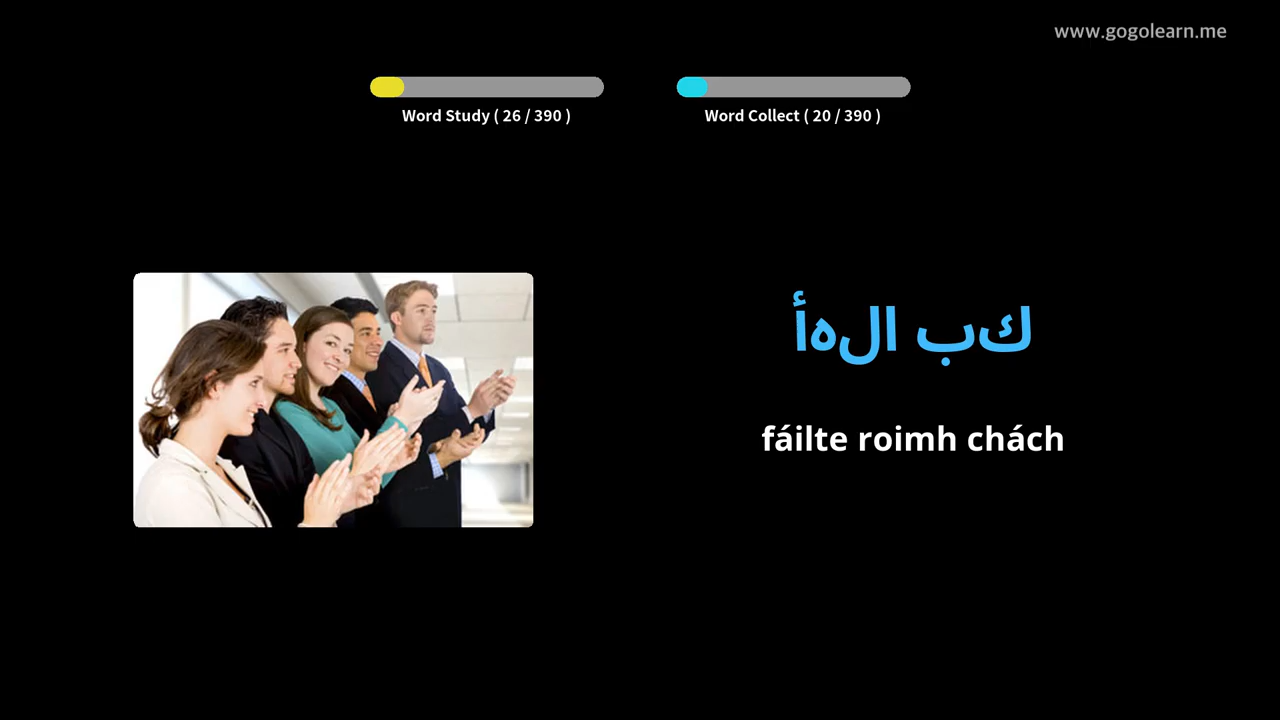 www.gogolearn.me
Word Study ( 26 / 390 )
Word Collect ( 20 / 390 )
كب الهأ
fáilte roimh chách